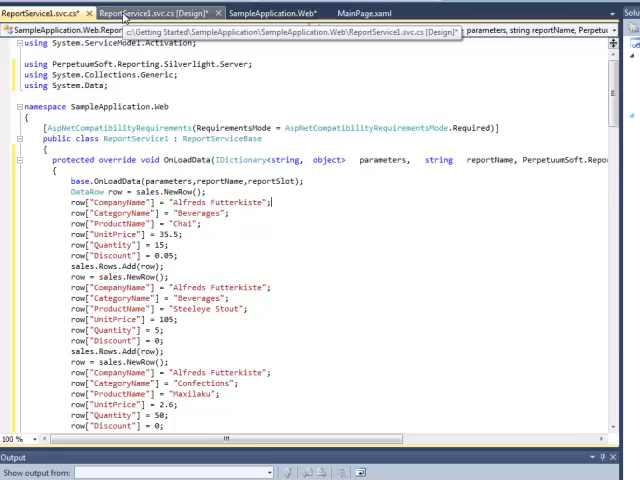 ReportService1.svc.cs*
ReportService1.svc.cs [Design]*
SampleApplication.Web*
MainPage.xaml
Solu
SampleApplication.Web.Repor
c:\Getting Started\SampleApplication\SampleApplication.Web\ReportService1.svc.cs [Design]*
parameters, string reportName, Perpetuum
using System.ServiceModel.Activation;
using PerpetuumSoft.Reporting.Silverlight.Server;
using System.Collections.Generic;
using System.Data;
namespace SampleApplication.Web
{
[AspNetCompatibilityRequirements(RequirementsMode = AspNetCompatibilityRequirementsMode.Required)]
public class ReportService1 : ReportServiceBase
{
protected override void OnLoadData(IDictionary<string, object> parameters, string reportName, PerpetuumSoft.Repor
{
base.OnLoadData(parameters,reportName,reportSlot);
DataRow row = sales.NewRow();
row["CompanyName"] = "Alfreds Futterkiste";
row["CategoryName"] = "Beverages";
row["ProductName"] = "Chai";
row["UnitPrice"] = 35.5;
row["Quantity"] = 15;
row["Discount"] = 0.05;
sales.Rows.Add(row);
row = sales.NewRow();
row["CompanyName"] = "Alfreds Futterkiste";
row["CategoryName"] = "Beverages";
row["ProductName"] = "Steeleye Stout";
row["UnitPrice"] = 105;
row["Quantity"] = 5;
row["Discount"] = 0;
sales.Rows.Add(row);
row = sales.NewRow();
row["CompanyName"] = "Alfreds Futterkiste";
row["CategoryName"] = "Confections";
row["ProductName"] = "Maxilaku";
row["UnitPrice"] = 2.6;
row["Quantity"] = 50;
row["Discount"] = 0;
100 %
Output
Show output from: